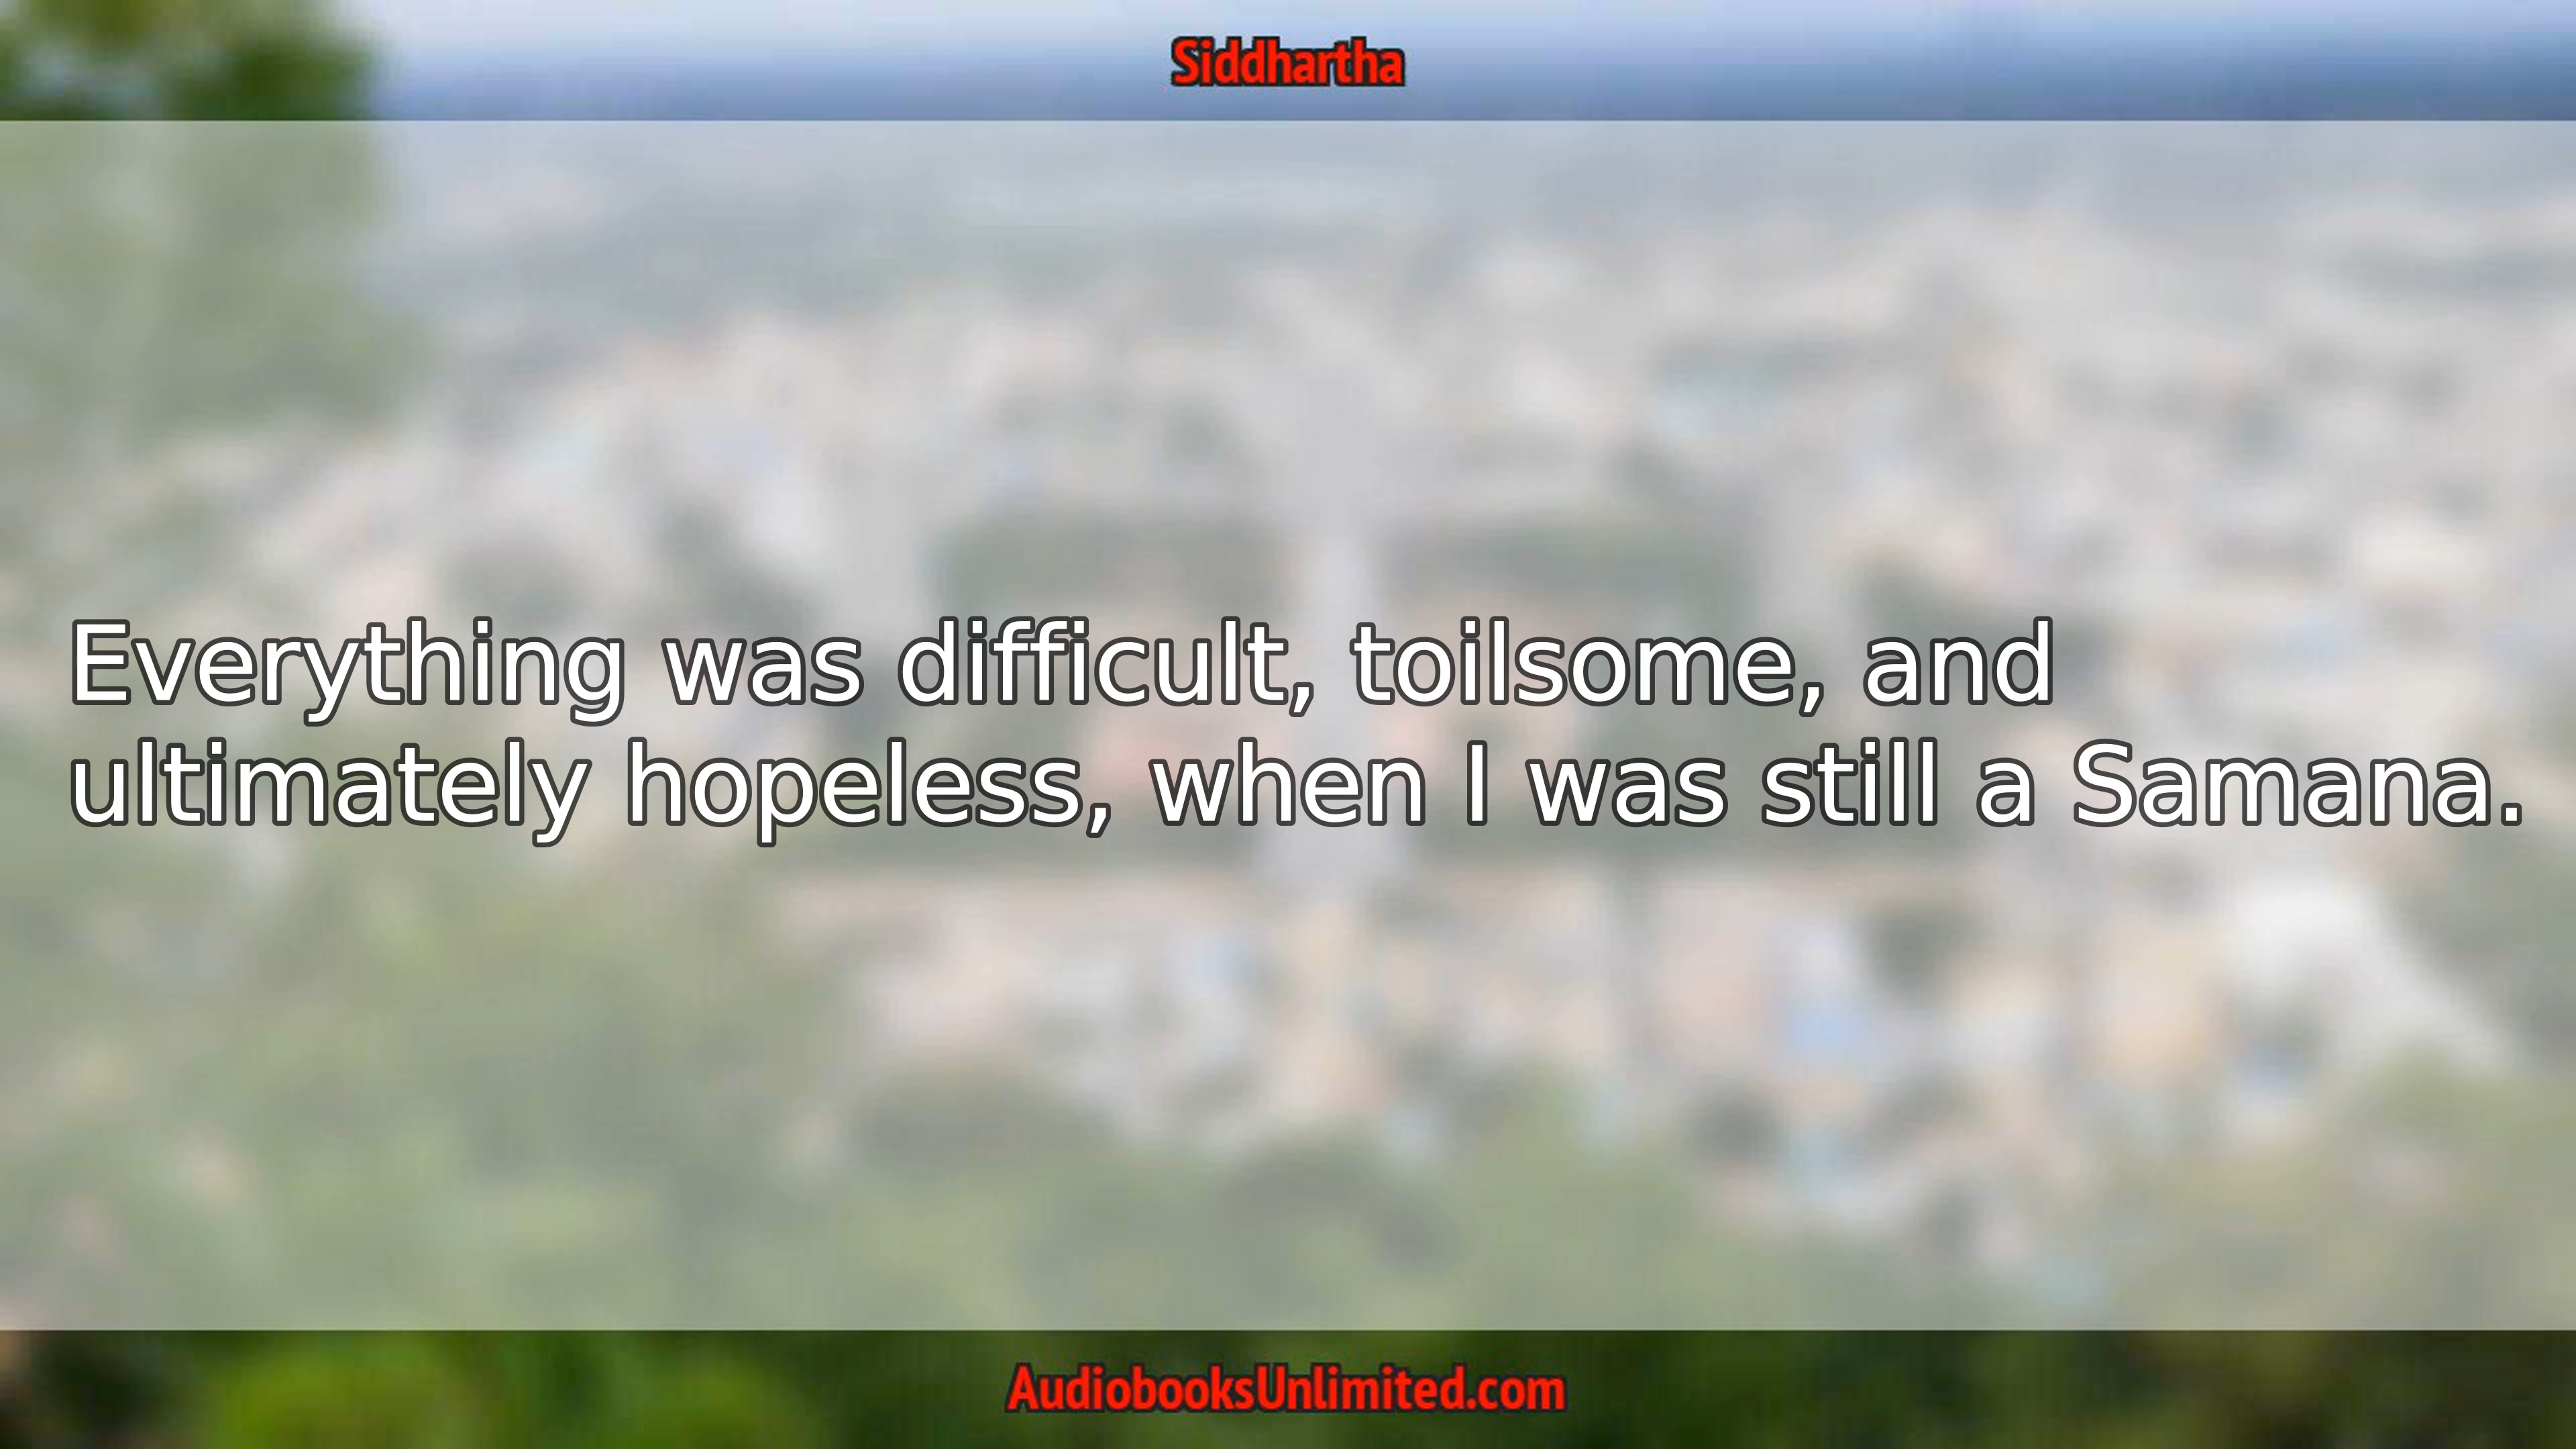 Siddhartha
Everything was difficult, toilsome, and
ultimately hopeless, when I was still a Samana.
AudiobooksUnlimited.com